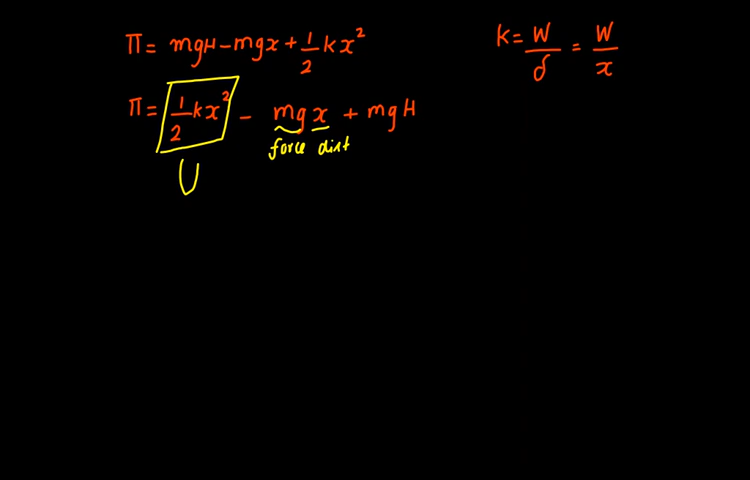 Π = mgH - mgx + 1/2 kx²
k = W/δ = W/x
Π = 1/2 kx² - mgx + mgH
force dist
U